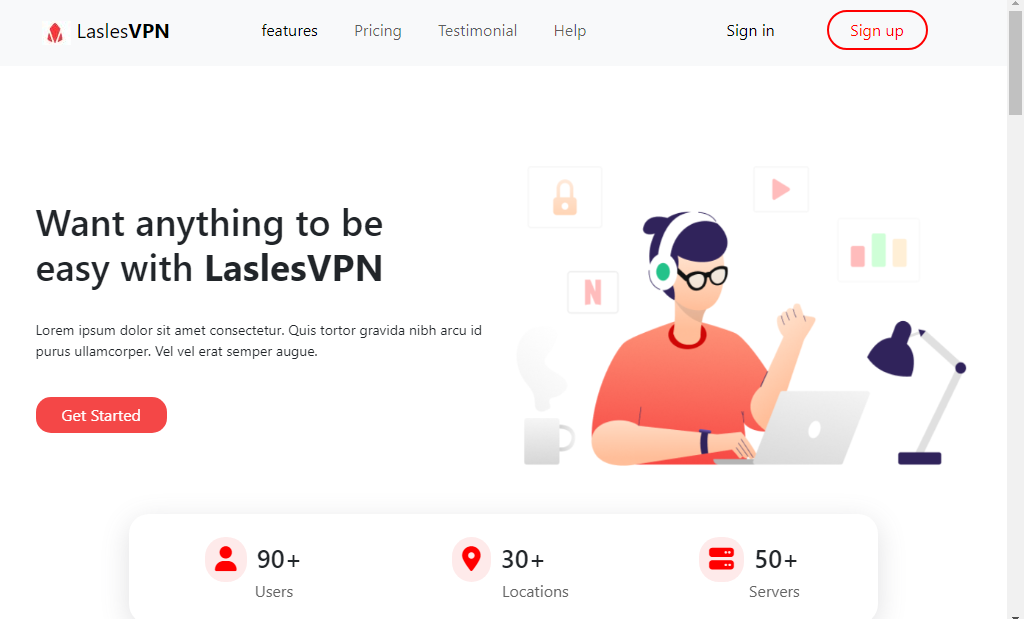 LaslesVPN features Pricing Testimonial Help Sign in Sign up
Want anything to be
easy with LaslesVPN
N
Lorem ipsum dolor sit amet consectetur. Quis tortor gravida nibh arcu id
purus ullamcorper. Vel vel erat semper augue.
Get Started
90+ 30+ 50+
Users Locations Servers